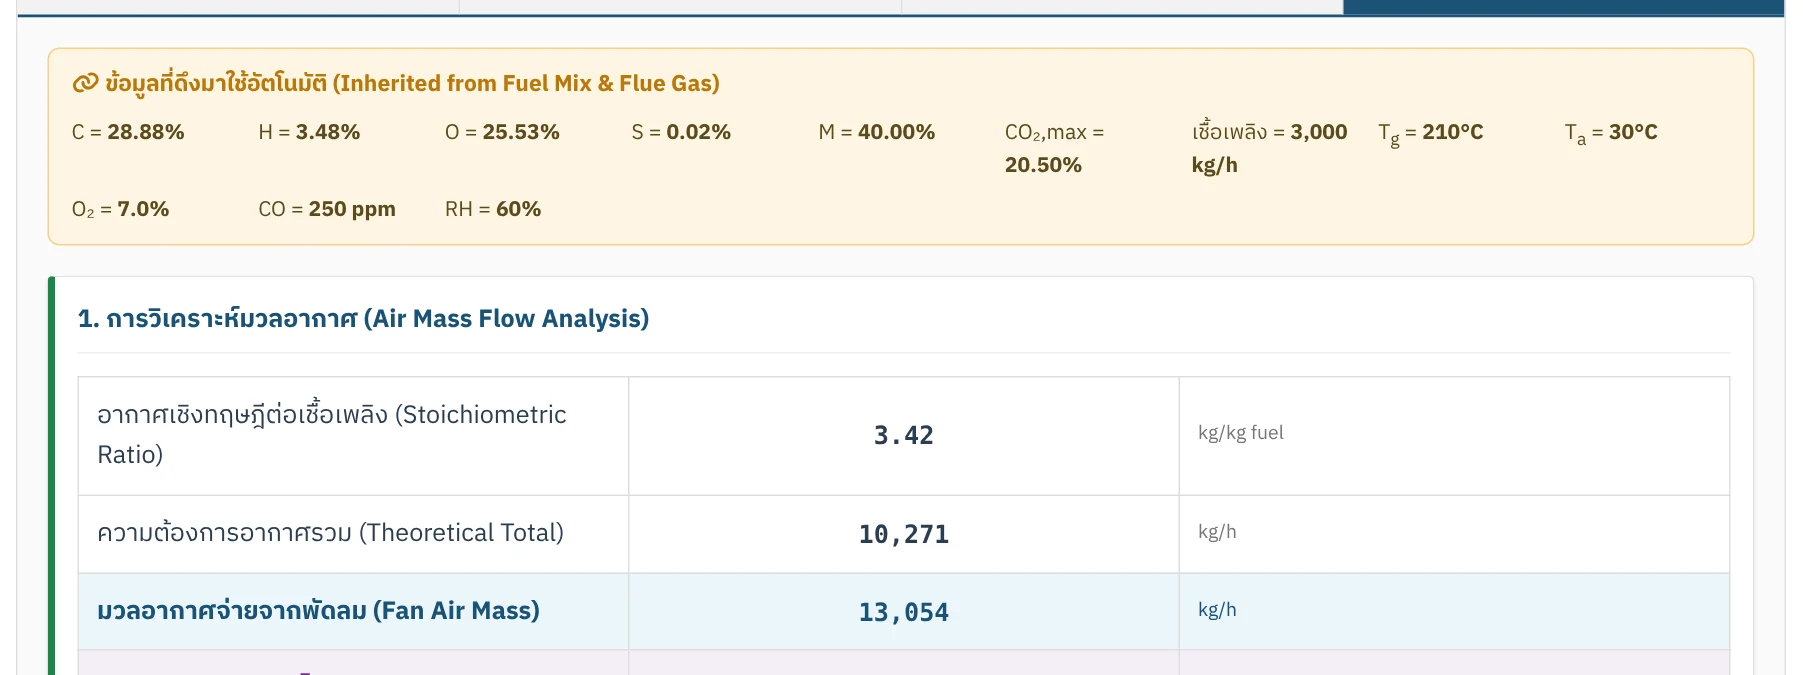 ข้อมูลที่ดึงมาใช้อัตโนมัติ (Inherited from Fuel Mix & Flue Gas)
C = 28.88% H = 3.48% O = 25.53% S = 0.02% M = 40.00% CO₂,max = 20.50% เชื้อเพลิง = 3,000 kg/h Tg = 210°C Ta = 30°C
O₂ = 7.0% CO = 250 ppm RH = 60%
1. การวิเคราะห์มวลอากาศ (Air Mass Flow Analysis)
อากาศเชิงทฤษฎีต่อเชื้อเพลิง (Stoichiometric Ratio) 3.42 kg/kg fuel
ความต้องการอากาศรวม (Theoretical Total) 10,271 kg/h
มวลอากาศจ่ายจากพัดลม (Fan Air Mass) 13,054 kg/h